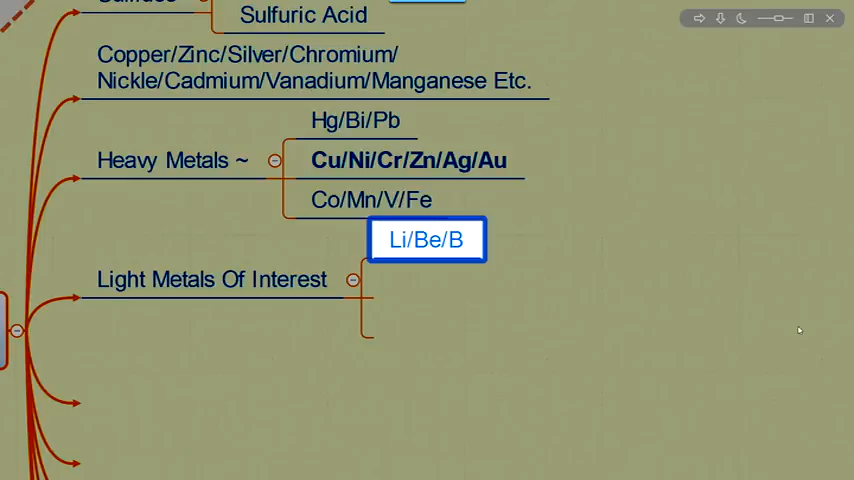 Sulfuric Acid
Copper/Zinc/Silver/Chromium/
Nickle/Cadmium/Vanadium/Manganese Etc.
Hg/Bi/Pb
Heavy Metals ~
Cu/Ni/Cr/Zn/Ag/Au
Co/Mn/V/Fe
Li/Be/B
Light Metals Of Interest